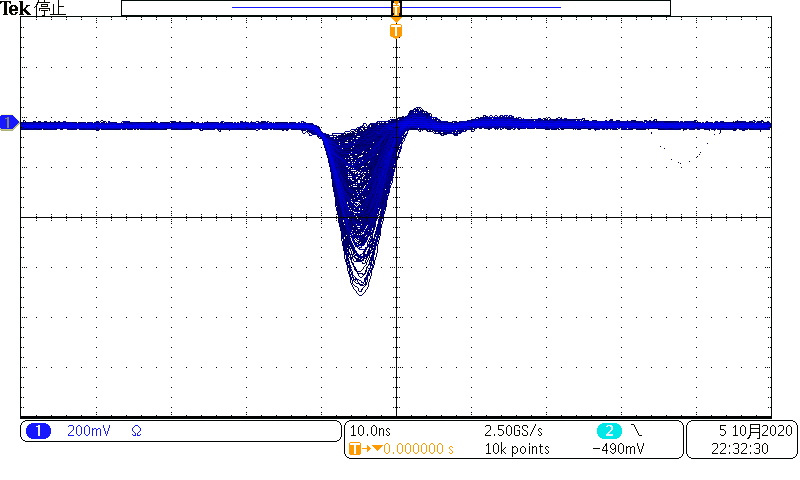 Tek 停止
T
T
1
1 200mV Ω 10.0ns 2.50GS/s 2 5 10月2020
T→▼0.000000 s 10k points −490mV 22:32:30